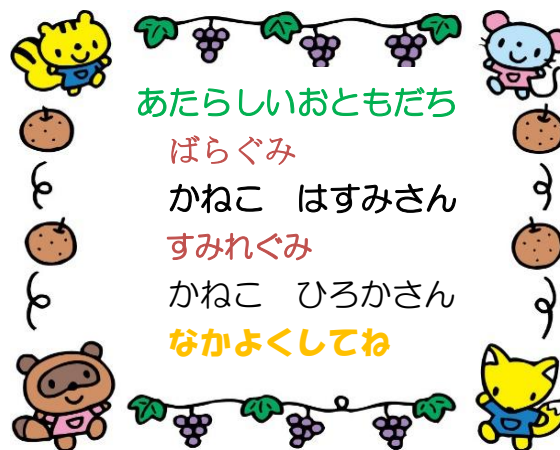 あたらしいおともだち
ばらぐみ
かねこ　はすみさん
すみれぐみ
かねこ　ひろかさん
なかよくしてね